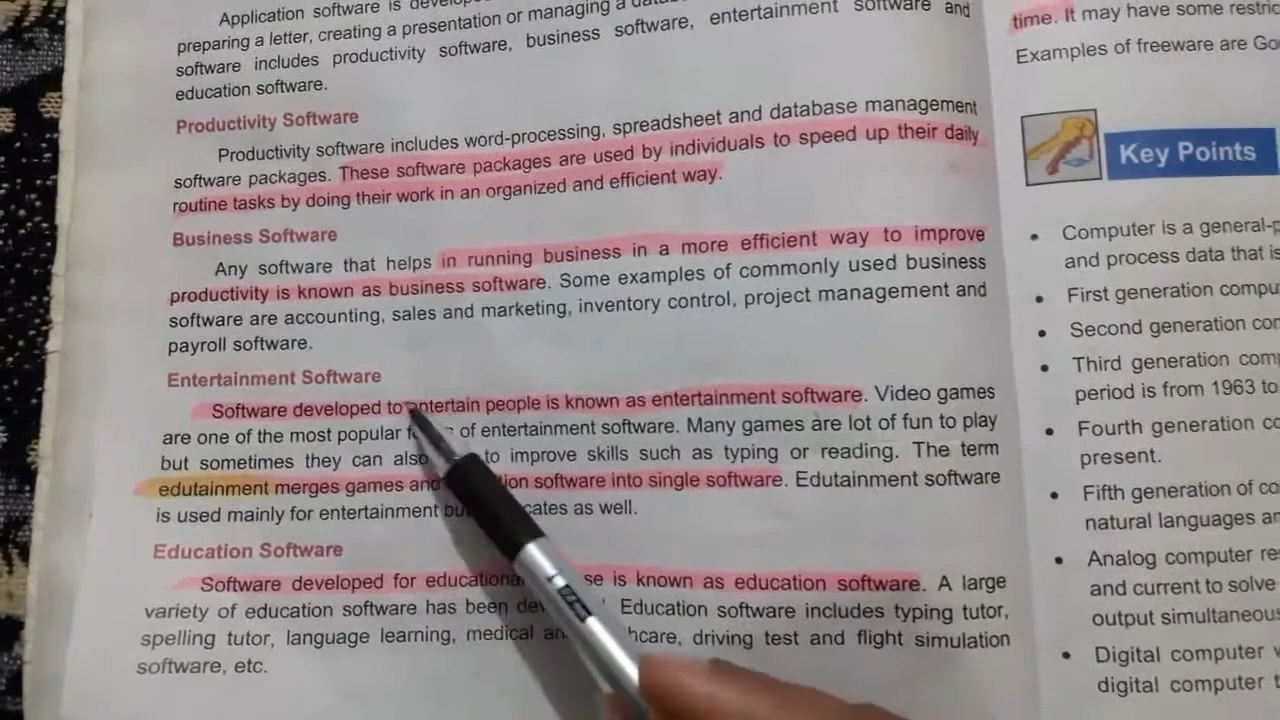 Application software is
preparing a letter, creating a presentation or managing a
software includes productivity software, business software, entertainment software and
education software.
Productivity Software
Productivity software includes word-processing, spreadsheet and database management
software packages. These software packages are used by individuals to speed up their daily
routine tasks by doing their work in an organized and efficient way.
Business Software
Any software that helps in running business in a more efficient way to improve
productivity is known as business software. Some examples of commonly used business
software are accounting, sales and marketing, inventory control, project management and
payroll software.
Entertainment Software
Software developed to entertain people is known as entertainment software. Video games
are one of the most popular of entertainment software. Many games are lot of fun to play
but sometimes they can also to improve skills such as typing or reading. The term
edutainment merges games and software into single software. Edutainment software
is used mainly for entertainment as well.
Education Software
Software developed for educational is known as education software. A large
variety of education software has been Education software includes typing tutor,
spelling tutor, language learning, medical driving test and flight simulation
software, etc.
time. It may have some
Examples of freeware are
Key Points
• Computer is a
and process data that is
• First generation
• Second generation
• Third generation
period is from 1963 to
• Fourth generation
present.
• Fifth generation of
natural languages
• Analog computer
and current to solve
output
• Digital computer
digital computer